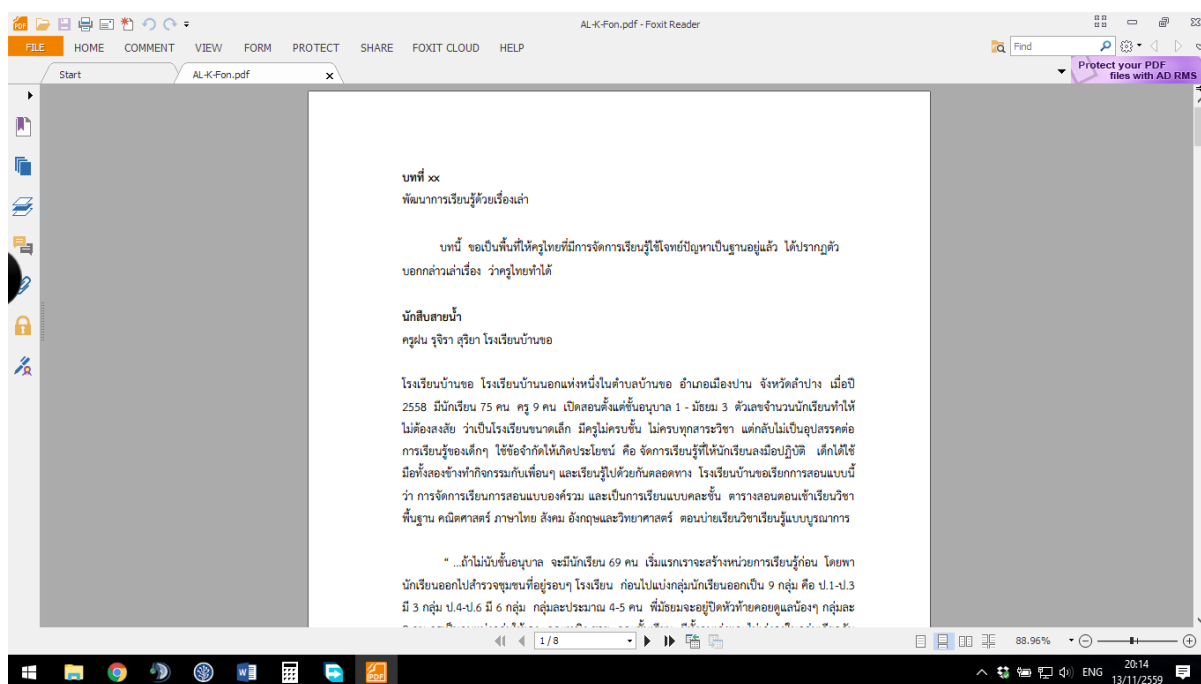 AL-K-Fon.pdf - Foxit Reader
FILE HOME COMMENT VIEW FORM PROTECT SHARE FOXIT CLOUD HELP
Find
Start
AL-K-Fon.pdf x
Protect your PDF
files with AD RMS
บทที่ xx
พัฒนาการเรียนรู้ด้วยเรื่องเล่า
บทนี้ ขอเป็นพื้นที่ให้ครูไทยที่มีการจัดการเรียนรู้ใช้โจทย์ปัญหาเป็นฐานอยู่แล้ว ได้ปรากฏตัว
บอกกล่าวเล่าเรื่อง ว่าครูไทยทำได้
นักสืบสายน้ำ
ครูฝน รุจิรา สุริยา โรงเรียนบ้านขอ
โรงเรียนบ้านขอ โรงเรียนบ้านนอกแห่งหนึ่งในตำบลบ้านขอ อำเภอเมืองปาน จังหวัดลำปาง เมื่อปี
2558 มีนักเรียน 75 คน ครู 9 คน เปิดสอนตั้งแต่ชั้นอนุบาล 1 - มัธยม 3 ตัวเลขจำนวนนักเรียนทำให้
ไม่ต้องสงสัย ว่าเป็นโรงเรียนขนาดเล็ก มีครูไม่ครบชั้น ไม่ครบทุกสาระวิชา แต่กลับไม่เป็นอุปสรรคต่อ
การเรียนรู้ของเด็กๆ ใช้ข้อจำกัดให้เกิดประโยชน์ คือ จัดการเรียนรู้ที่ให้นักเรียนลงมือปฏิบัติ เด็กได้ใช้
มือทั้งสองข้างทำกิจกรรมกับเพื่อนๆ และเรียนรู้ไปด้วยกันตลอดทาง โรงเรียนบ้านขอเรียกการสอนแบบนี้
ว่า การจัดการเรียนการสอนแบบองค์รวม และเป็นการเรียนแบบคละชั้น ตารางสอนตอนเช้าเรียนวิชา
พื้นฐาน คณิตศาสตร์ ภาษาไทย สังคม อังกฤษและวิทยาศาสตร์ ตอนบ่ายเรียนวิชาเรียนรู้แบบบูรณาการ
“ ...ถ้าไม่นับชั้นอนุบาล จะมีนักเรียน 69 คน เริ่มแรกเราจะสร้างหน่วยการเรียนรู้ก่อน โดยพา
นักเรียนออกไปสำรวจชุมชนที่อยู่รอบๆ โรงเรียน ก่อนไปแบ่งกลุ่มนักเรียนออกเป็น 9 กลุ่ม คือ ป.1-ป.3
มี 3 กลุ่ม ป.4-ป.6 มี 6 กลุ่ม กลุ่มละประมาณ 4-5 คน พี่มัธยมจะอยู่ปิดหัวท้ายคอยดูแลน้องๆ กลุ่มละ
1 / 8
88.96%
ENG
20:14
13/11/2559